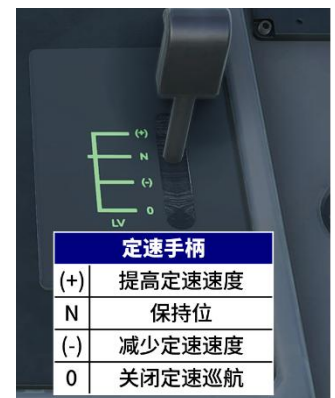 (+)
N
(-)
0
LV
定速手柄
(+) 提高定速速度
N 保持位
(-) 减少定速速度
0 关闭定速巡航